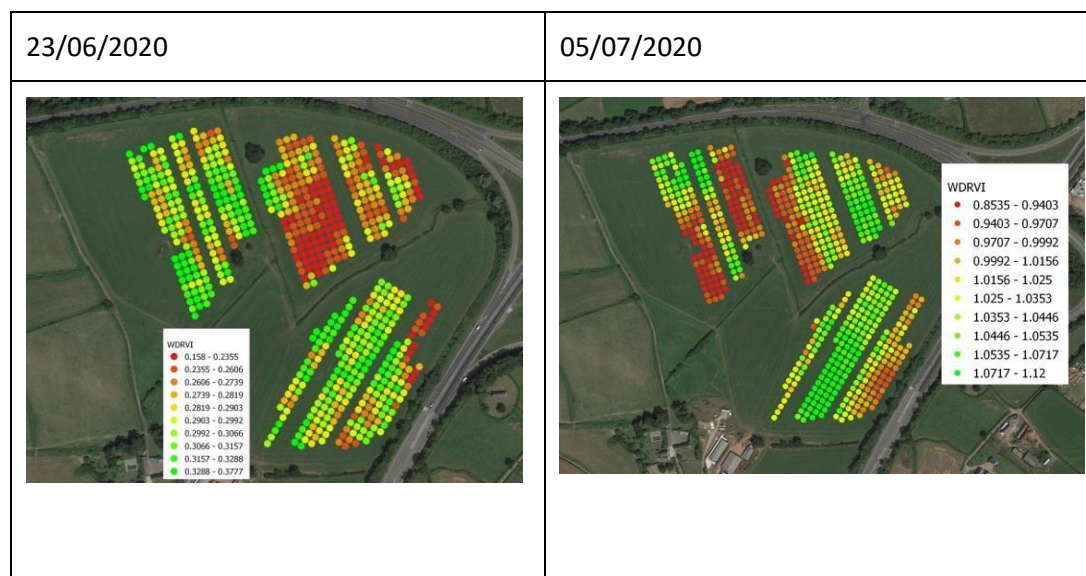 23/06/2020
05/07/2020
WDRVI
0.158 - 0.2355
0.2355 - 0.2606
0.2606 - 0.2739
0.2739 - 0.2819
0.2819 - 0.2903
0.2903 - 0.2992
0.2992 - 0.3066
0.3066 - 0.3157
0.3157 - 0.3288
0.3288 - 0.3777
WDRVI
0.8535 - 0.9403
0.9403 - 0.9707
0.9707 - 0.9992
0.9992 - 1.0156
1.0156 - 1.025
1.025 - 1.0353
1.0353 - 1.0446
1.0446 - 1.0535
1.0535 - 1.0717
1.0717 - 1.12